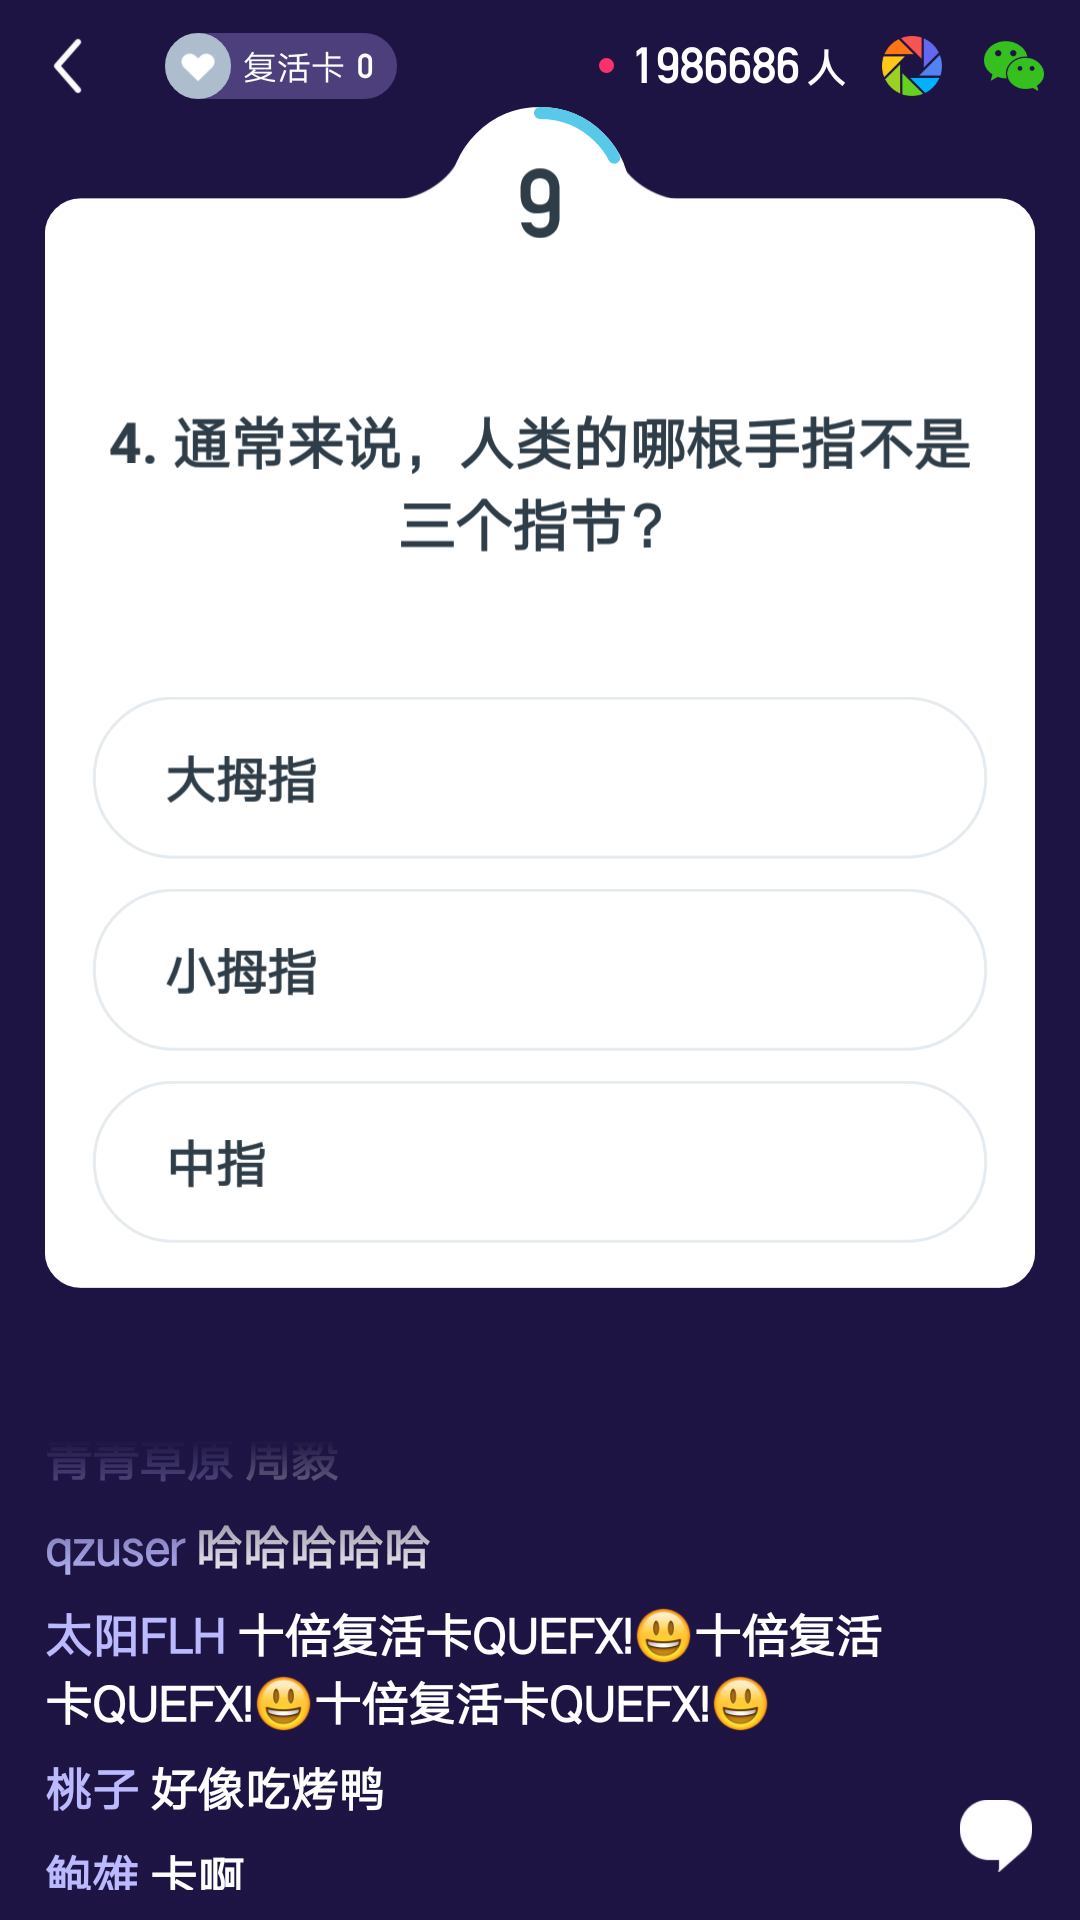 复活卡 0
1986686 人
9
4. 通常来说，人类的哪根手指不是
三个指节？
大拇指
小拇指
中指
青青草原 周毅
qzuser 哈哈哈哈哈
太阳FLH 十倍复活卡QUEFX!😃十倍复活
卡QUEFX!😃十倍复活卡QUEFX!😃
桃子 好像吃烤鸭
鲍雄 卡啊